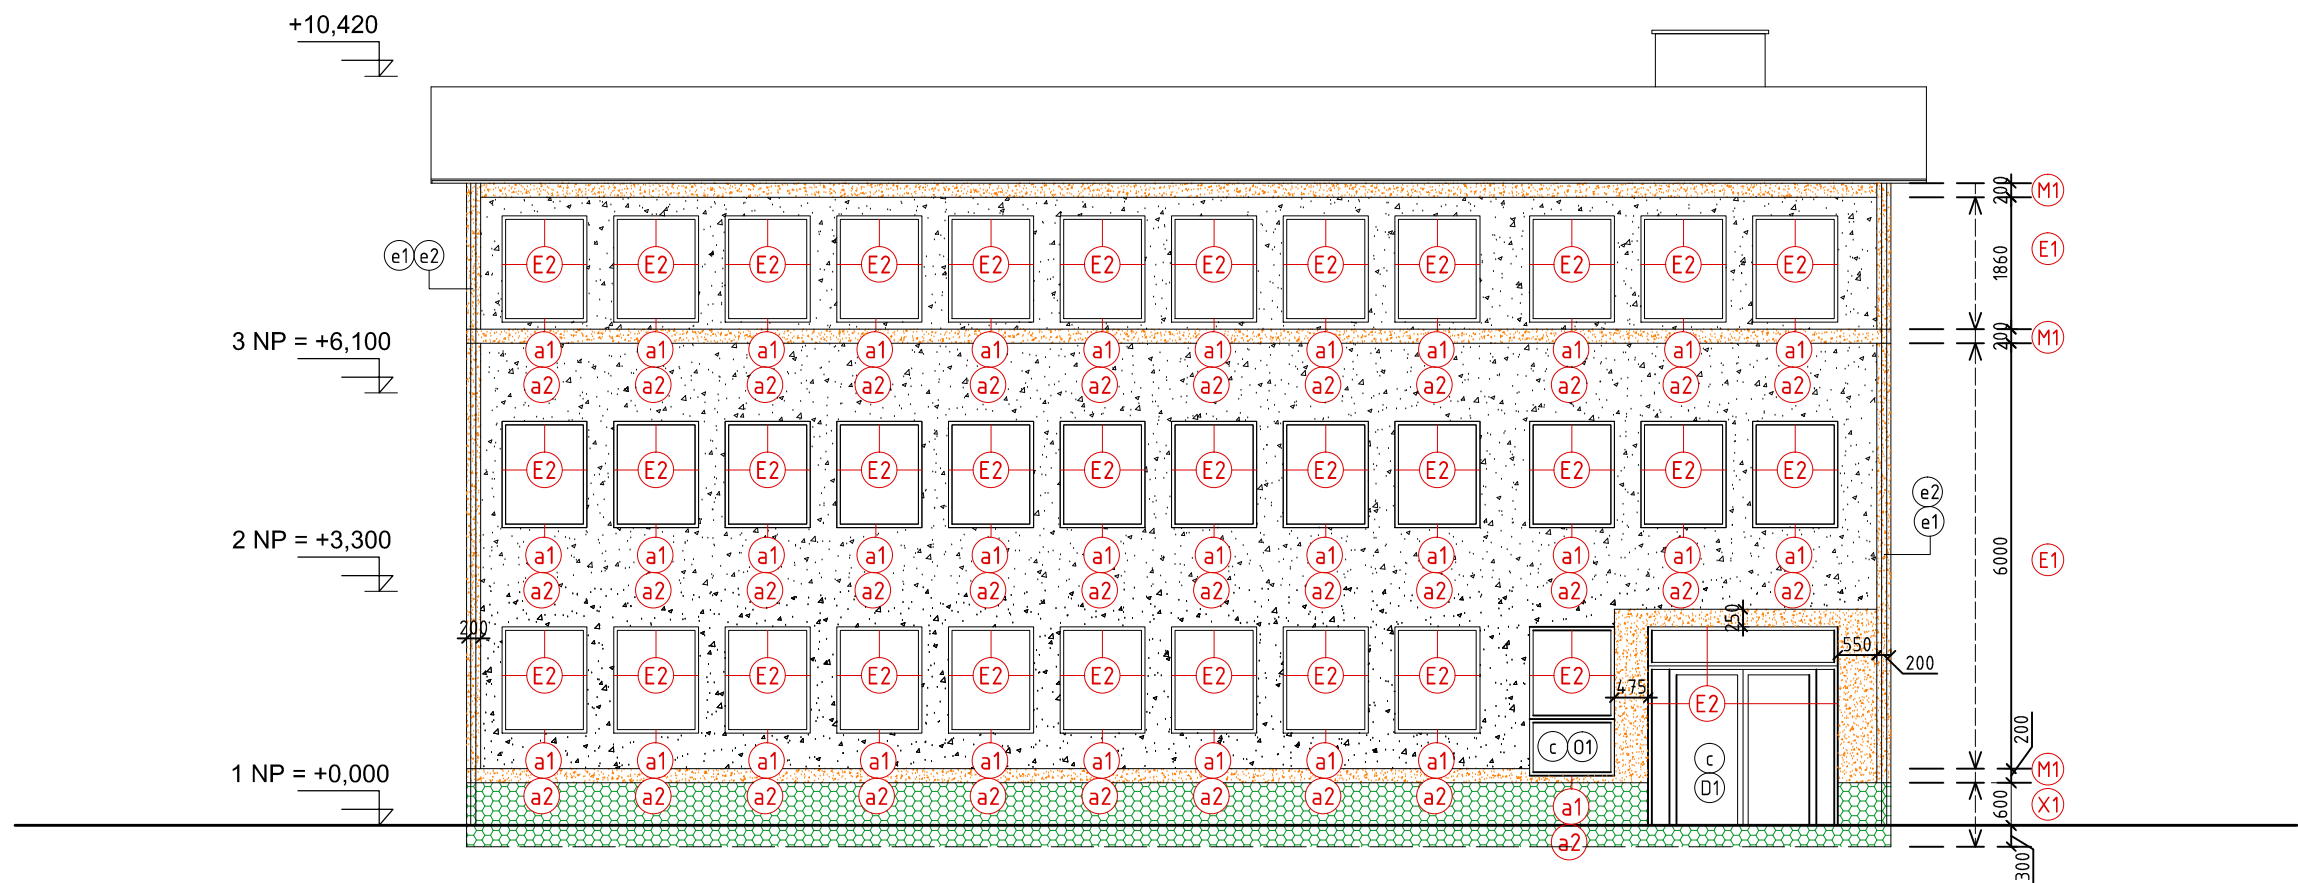 +10,420
200 M1
e1 e2 E2 E2 E2 E2 E2 E2 E2 E2 E2 E2 E2 E2 1860 E1
3 NP = +6,100 a1 a1 a1 a1 a1 a1 a1 a1 a1 a1 a1 a1 200 M1
a2 a2 a2 a2 a2 a2 a2 a2 a2 a2 a2 a2
E2 E2 E2 E2 E2 E2 E2 E2 E2 E2 E2 E2
e2
e1
2 NP = +3,300 a1 a1 a1 a1 a1 a1 a1 a1 a1 a1 a1 a1 6000 E1
a2 a2 a2 a2 a2 a2 a2 a2 a2 a2 a2 a2
200 250 550 200
E2 E2 E2 E2 E2 E2 E2 E2 E2 E2 475
E2
200
c O1
1 NP = +0,000 a1 a1 a1 a1 a1 a1 a1 a1 a1 c M1
a2 a2 a2 a2 a2 a2 a2 a2 a2 D1
a1 600 X1
a2
300